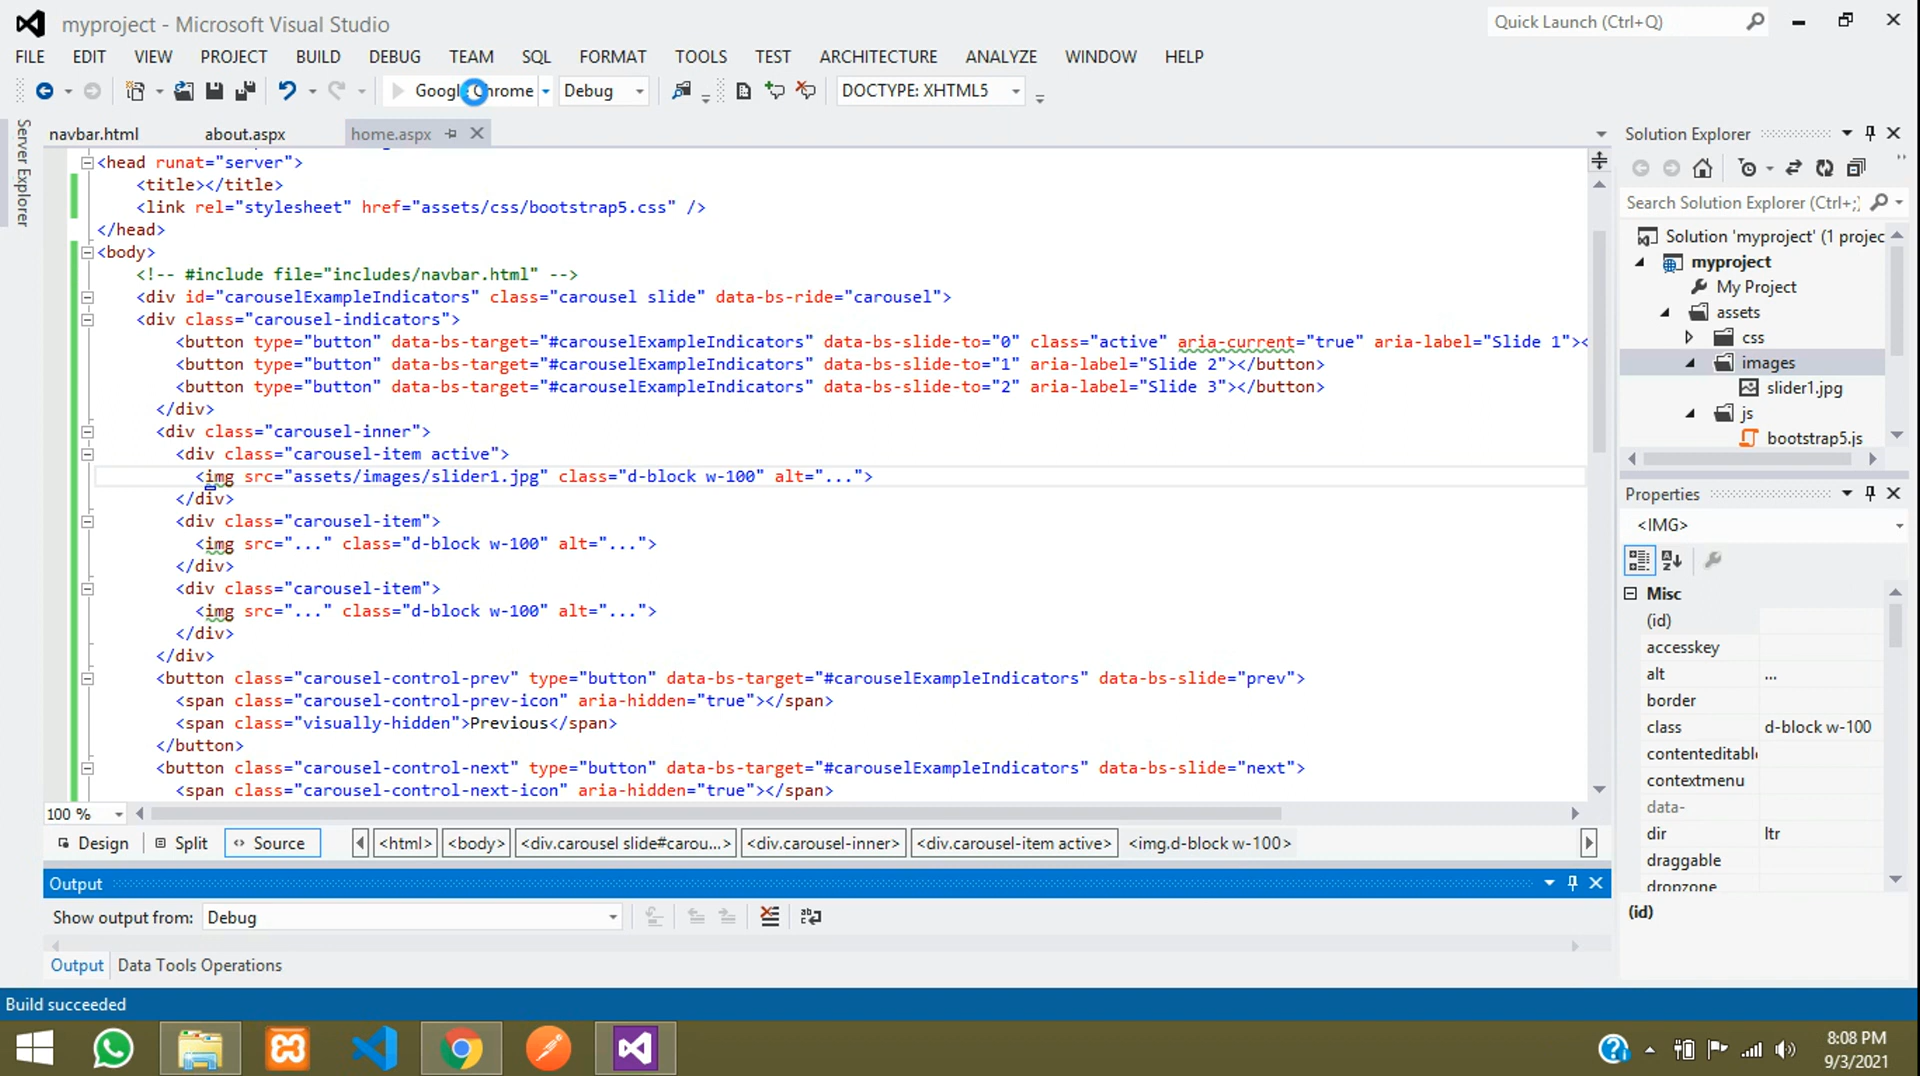 myproject - Microsoft Visual Studio
Quick Launch (Ctrl+Q)
FILE EDIT VIEW PROJECT BUILD DEBUG TEAM SQL FORMAT TOOLS TEST ARCHITECTURE ANALYZE WINDOW HELP
Google Chrome Debug DOCTYPE: XHTML5
Server Explorer
navbar.html about.aspx home.aspx
<head runat="server">
<title></title>
<link rel="stylesheet" href="assets/css/bootstrap5.css" />
</head>
<body>
<!-- #include file="includes/navbar.html" -->
<div id="carouselExampleIndicators" class="carousel slide" data-bs-ride="carousel">
<div class="carousel-indicators">
<button type="button" data-bs-target="#carouselExampleIndicators" data-bs-slide-to="0" class="active" aria-current="true" aria-label="Slide 1"><
<button type="button" data-bs-target="#carouselExampleIndicators" data-bs-slide-to="1" aria-label="Slide 2"></button>
<button type="button" data-bs-target="#carouselExampleIndicators" data-bs-slide-to="2" aria-label="Slide 3"></button>
</div>
<div class="carousel-inner">
<div class="carousel-item active">
<img src="assets/images/slider1.jpg" class="d-block w-100" alt="...">
</div>
<div class="carousel-item">
<img src="..." class="d-block w-100" alt="...">
</div>
<div class="carousel-item">
<img src="..." class="d-block w-100" alt="...">
</div>
</div>
<button class="carousel-control-prev" type="button" data-bs-target="#carouselExampleIndicators" data-bs-slide="prev">
<span class="carousel-control-prev-icon" aria-hidden="true"></span>
<span class="visually-hidden">Previous</span>
</button>
<button class="carousel-control-next" type="button" data-bs-target="#carouselExampleIndicators" data-bs-slide="next">
<span class="carousel-control-next-icon" aria-hidden="true"></span>
100 %
Design Split Source <html> <body> <div.carousel slide#carou...> <div.carousel-inner> <div.carousel-item active> <img.d-block w-100>
Output
Show output from: Debug
Output Data Tools Operations
Build succeeded
Solution Explorer
Search Solution Explorer (Ctrl+;)
Solution 'myproject' (1 projec
myproject
My Project
assets
css
images
slider1.jpg
js
bootstrap5.js
Properties
<IMG>
Misc
(id)
accesskey
alt ...
border
class d-block w-100
contenteditable
contextmenu
data-
dir ltr
draggable
dropzone
(id)
8:08 PM
9/3/2021